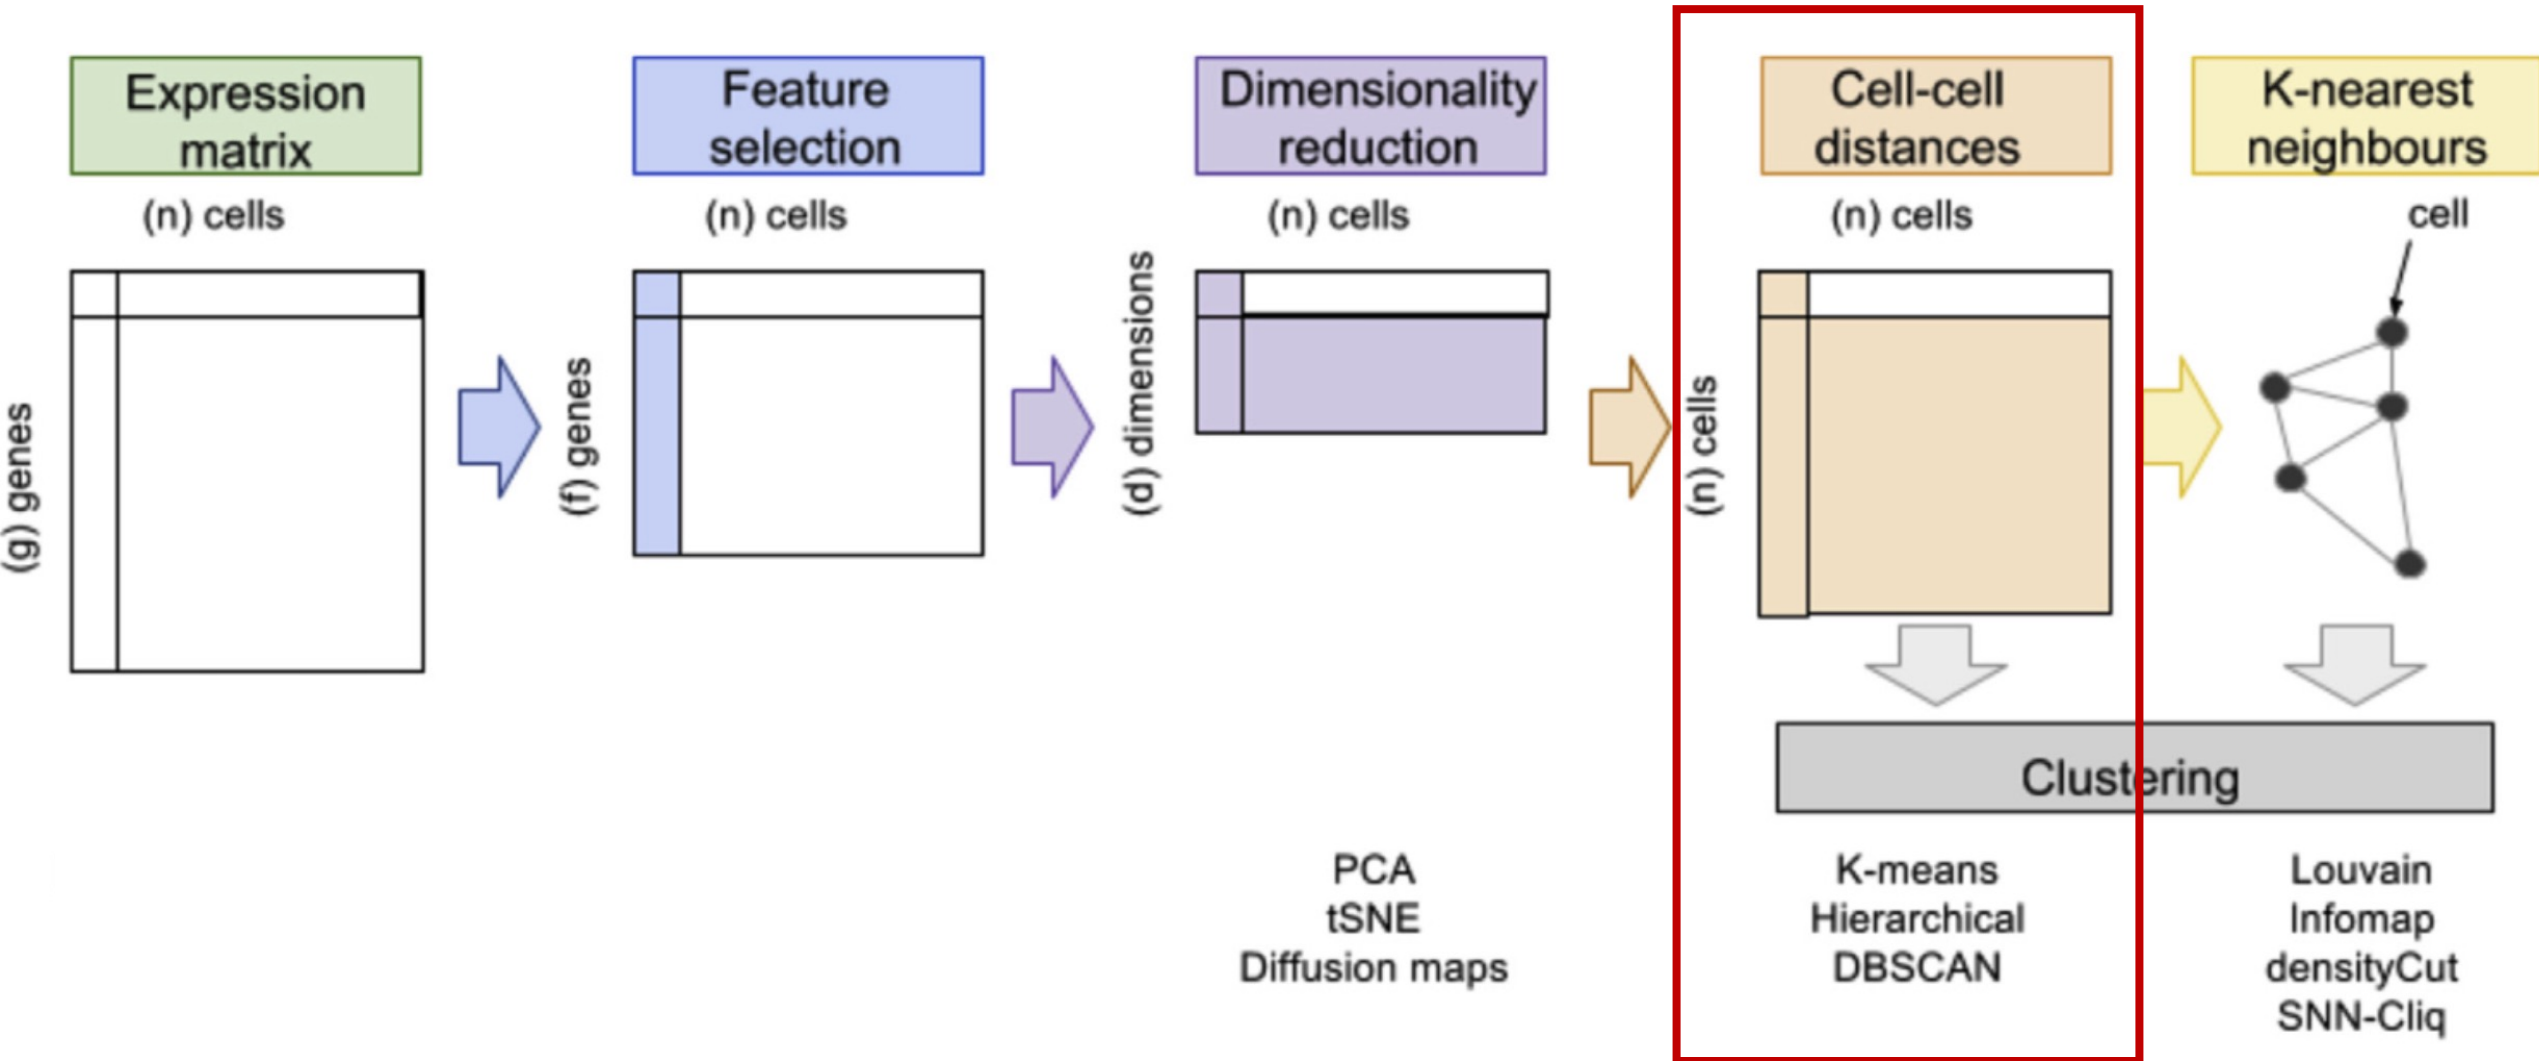 Expression
matrix
(n) cells
(g) genes
Feature
selection
(n) cells
(f) genes
Dimensionality
reduction
(n) cells
(d) dimensions
PCA
tSNE
Diffusion maps
Cell-cell
distances
(n) cells
(n) cells
K-nearest
neighbours
cell
Clustering
K-means
Hierarchical
DBSCAN
Louvain
Infomap
densityCut
SNN-Cliq